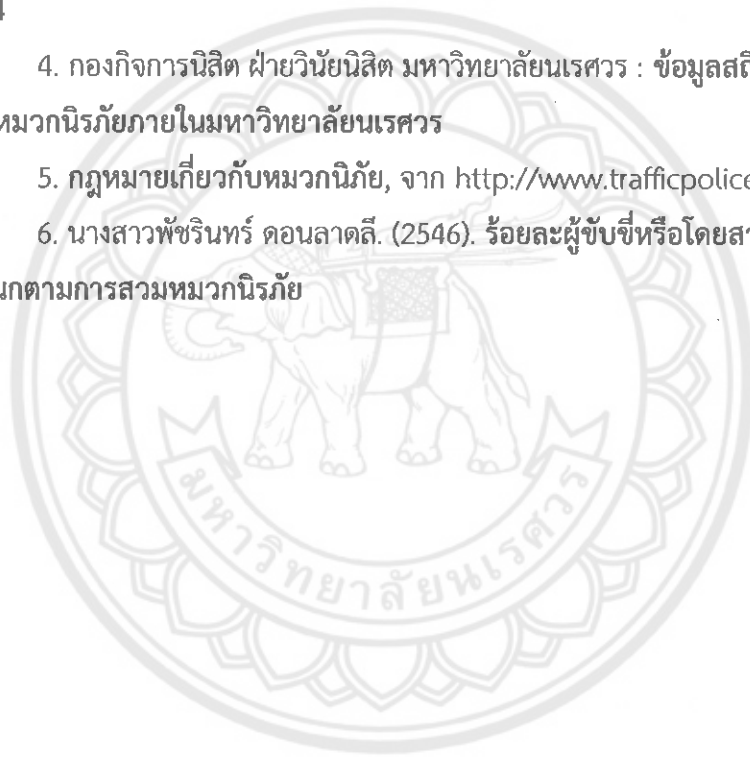 4. กองกิจการนิสิต ฝ่ายวินัยนิสิต มหาวิทยาลัยนเรศวร : ข้อมูลสถิ
หมวกนิรภัยภายในมหาวิทยาลัยนเรศวร
5. กฎหมายเกี่ยวกับหมวกนิภัย, จาก http://www.trafficpolice
6. นางสาวพัชรินทร์ ดอนลาดลี. (2546). ร้อยละผู้ขับขี่หรือโดยสา
นกตามการสวมหมวกนิรภัย
มหาวิทยาลัยนเรศวร